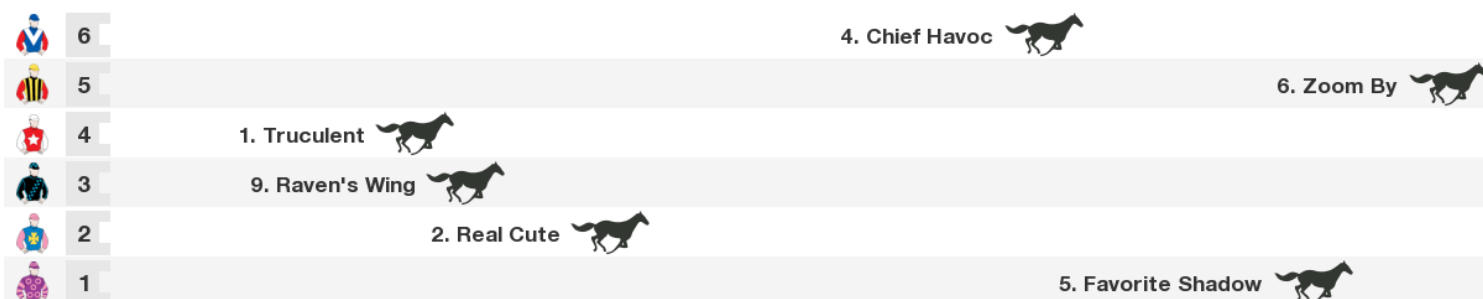 6 4. Chief Havoc
5 6. Zoom By
4 1. Truculent
3 9. Raven's Wing
2 2. Real Cute
1 5. Favorite Shadow